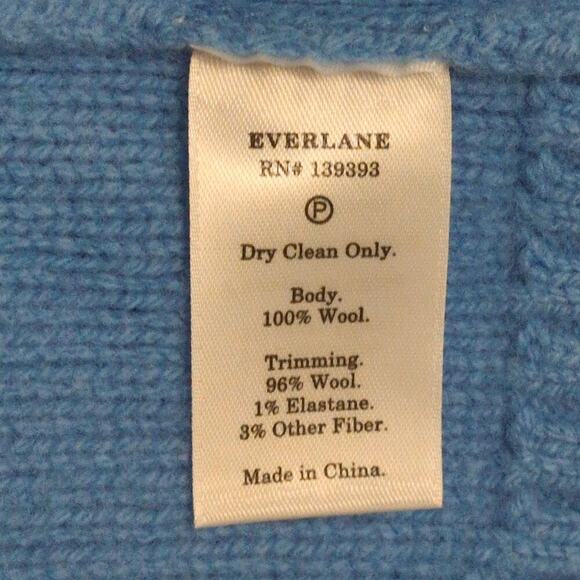 EVERLANE
RN# 139393
P
Dry Clean Only.
Body.
100% Wool.
Trimming.
96% Wool.
1% Elastane.
3% Other Fiber.
Made in China.